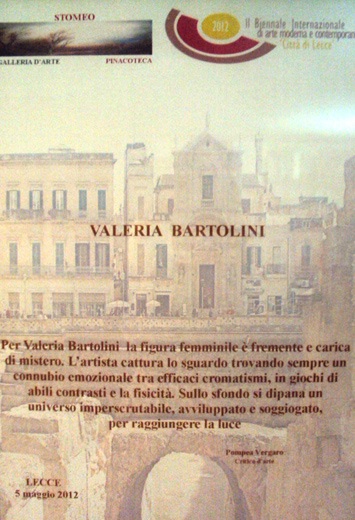 STOMEO
GALLERIA D'ARTE PINACOTECA
2012
II Biennale Internazionale
di arte moderna e contemporan
"Città di Lecce"
VALERIA BARTOLINI
Per Valeria Bartolini la figura femminile è fremente e carica
di mistero. L'artista cattura lo sguardo trovando sempre un
connubio emozionale tra efficaci cromatismi, in giochi di
abili contrasti e la fisicità. Sullo sfondo si dipana un
universo imperscrutabile, avviluppato e soggiogato,
per raggiungere la luce
Pompea Vergaro
Critico d'arte
LECCE
5 maggio 2012